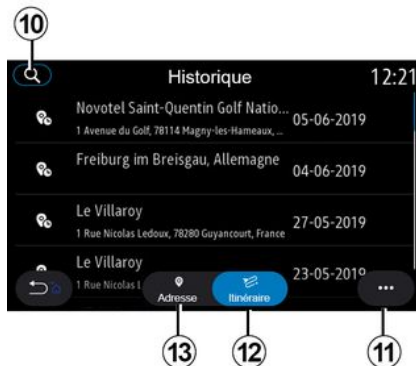 10
Historique 12:21
Novotel Saint-Quentin Golf Natio... 05-06-2019
1 Avenue du Golf, 78114 Magny-les-Hameaux, ...
Freiburg im Breisgau, Allemagne 04-06-2019
Le Villaroy 27-05-2019
1 Rue Nicolas Ledoux, 78280 Guyancourt, France
Le Villaroy 23-05-2019
1 Rue Nicolas L
Adresse Itinéraire ...
13 12 11